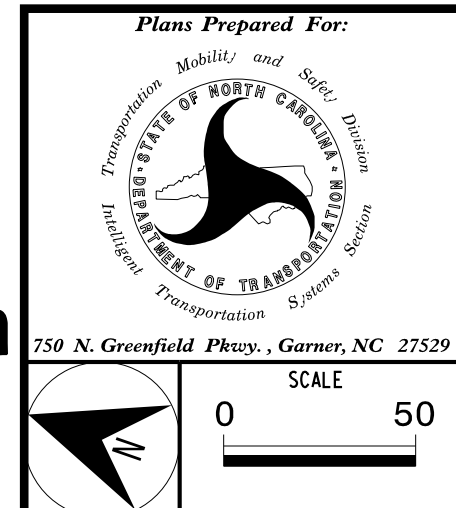 Plans Prepared For:
Transportation Mobility and Safety Division
STATE OF NORTH CAROLINA
DEPARTMENT OF TRANSPORTATION
Intelligent Transportation Systems Section
750 N. Greenfield Pkwy., Garner, NC 27529
SCALE
0 50
N